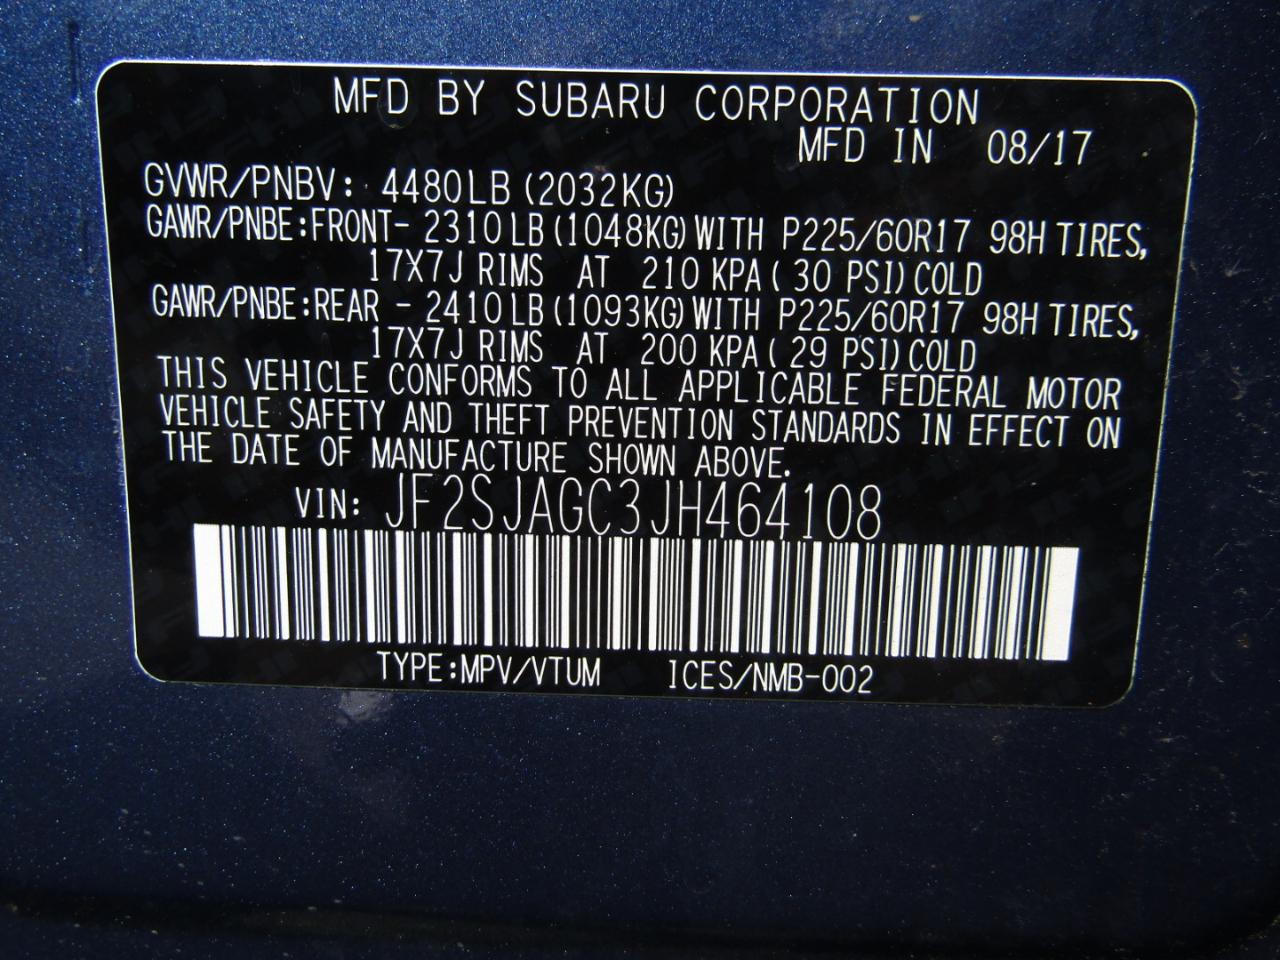 MFD BY SUBARU CORPORATION
MFD IN 08/17
GVWR/PNBV: 4480LB (2032KG)
GAWR/PNBE:FRONT- 2310LB (1048KG) WITH P225/60R17 98H TIRES,
17X7J RIMS AT 210 KPA ( 30 PSI) COLD
GAWR/PNBE:REAR - 2410LB (1093KG) WITH P225/60R17 98H TIRES,
17X7J RIMS AT 200 KPA ( 29 PSI) COLD
THIS VEHICLE CONFORMS TO ALL APPLICABLE FEDERAL MOTOR
VEHICLE SAFETY AND THEFT PREVENTION STANDARDS IN EFFECT ON
THE DATE OF MANUFACTURE SHOWN ABOVE.
VIN: JF2SJAGC3JH464108
TYPE:MPV/VTUM ICES/NMB-002